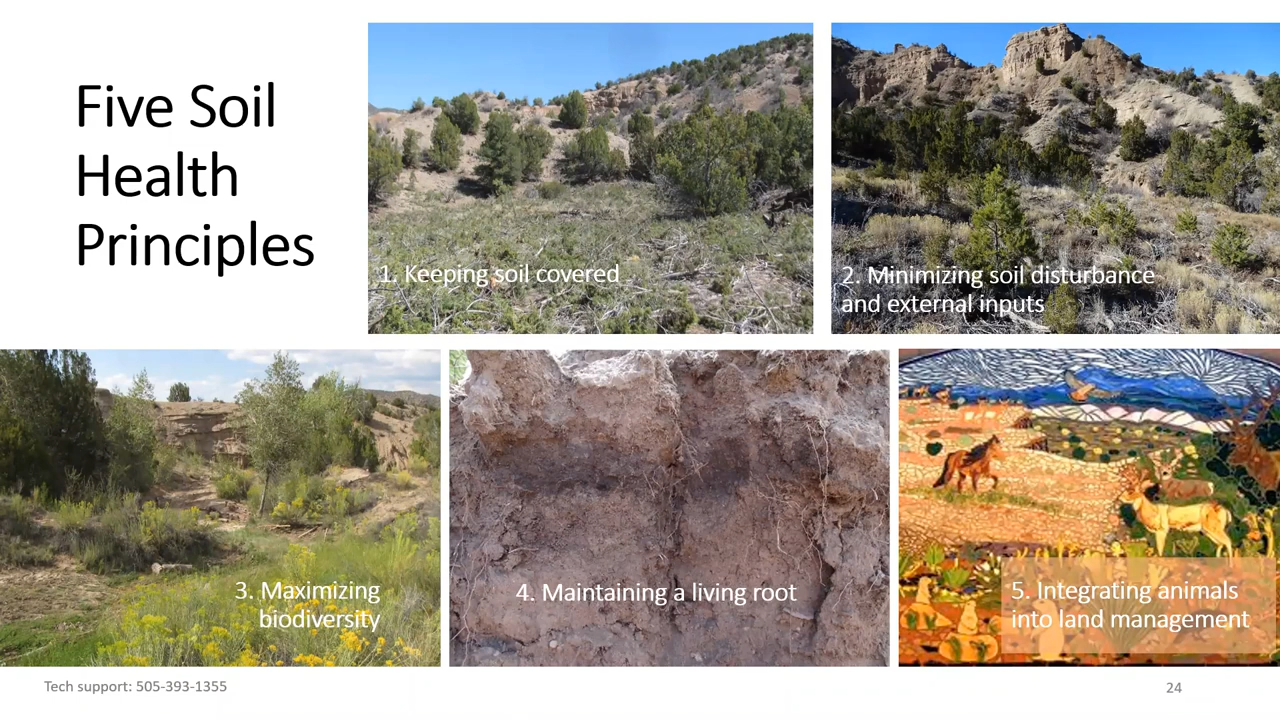 Five Soil
Health
Principles
1. Keeping soil covered
2. Minimizing soil disturbance
and external inputs
3. Maximizing
biodiversity
4. Maintaining a living root
5. Integrating animals
into land management
Tech support: 505-393-1355
24